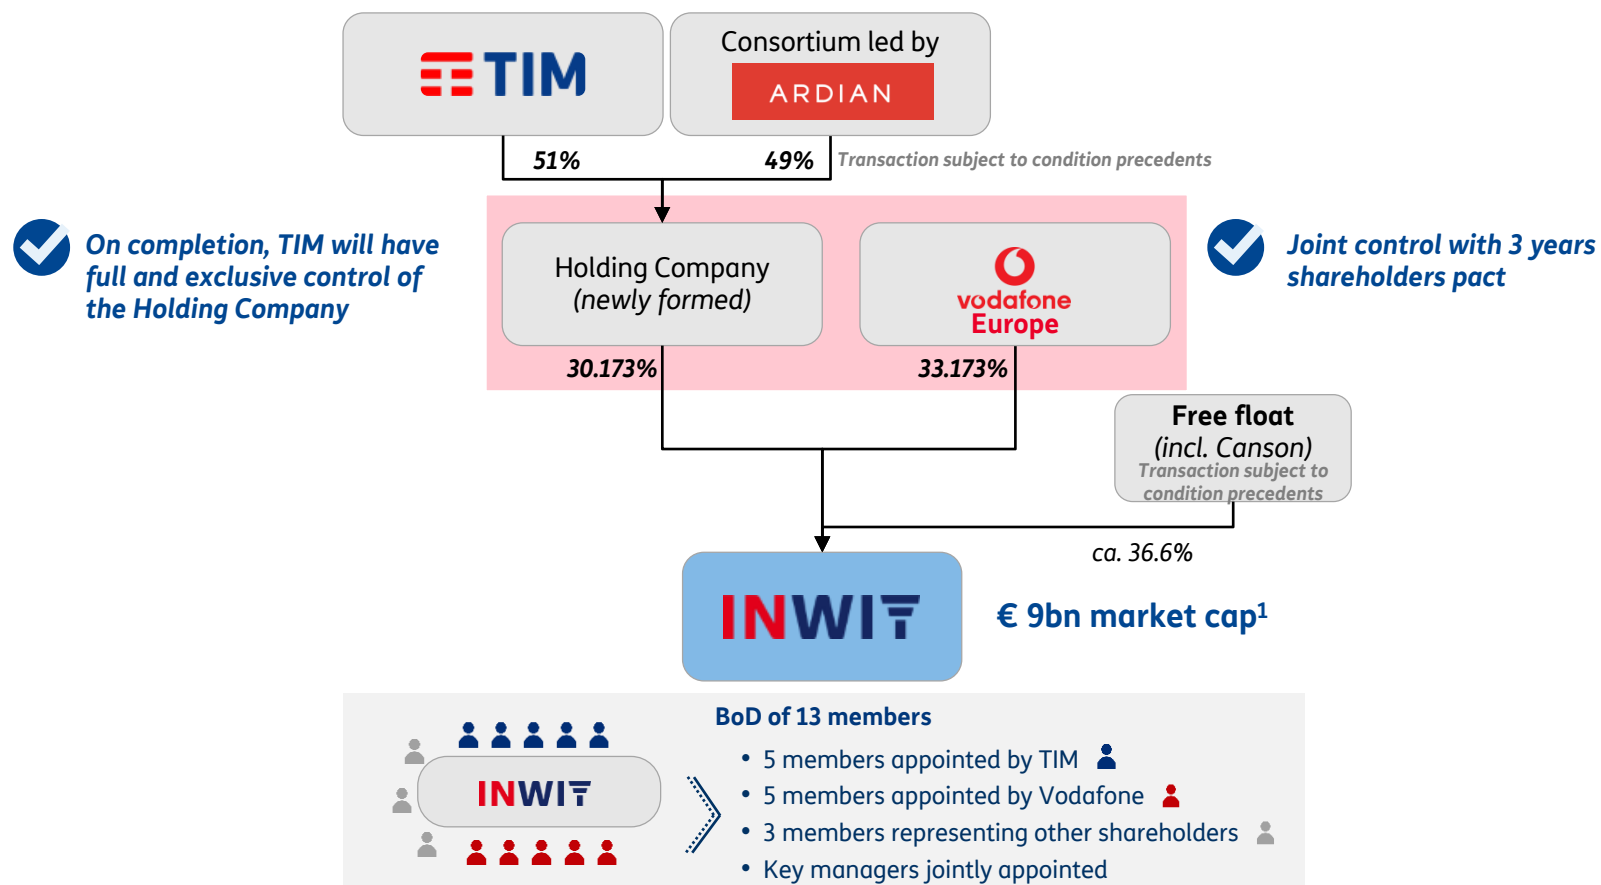 TIM
Consortium led by
ARDIAN
51%
49%
Transaction subject to condition precedents
On completion, TIM will have
full and exclusive control of
the Holding Company
Holding Company
(newly formed)
vodafone
Europe
Joint control with 3 years
shareholders pact
30.173%
33.173%
Free float
(incl. Canson)
Transaction subject to
condition precedents
ca. 36.6%
INWIT
€ 9bn market cap¹
BoD of 13 members
INWIT
• 5 members appointed by TIM
• 5 members appointed by Vodafone
• 3 members representing other shareholders
• Key managers jointly appointed